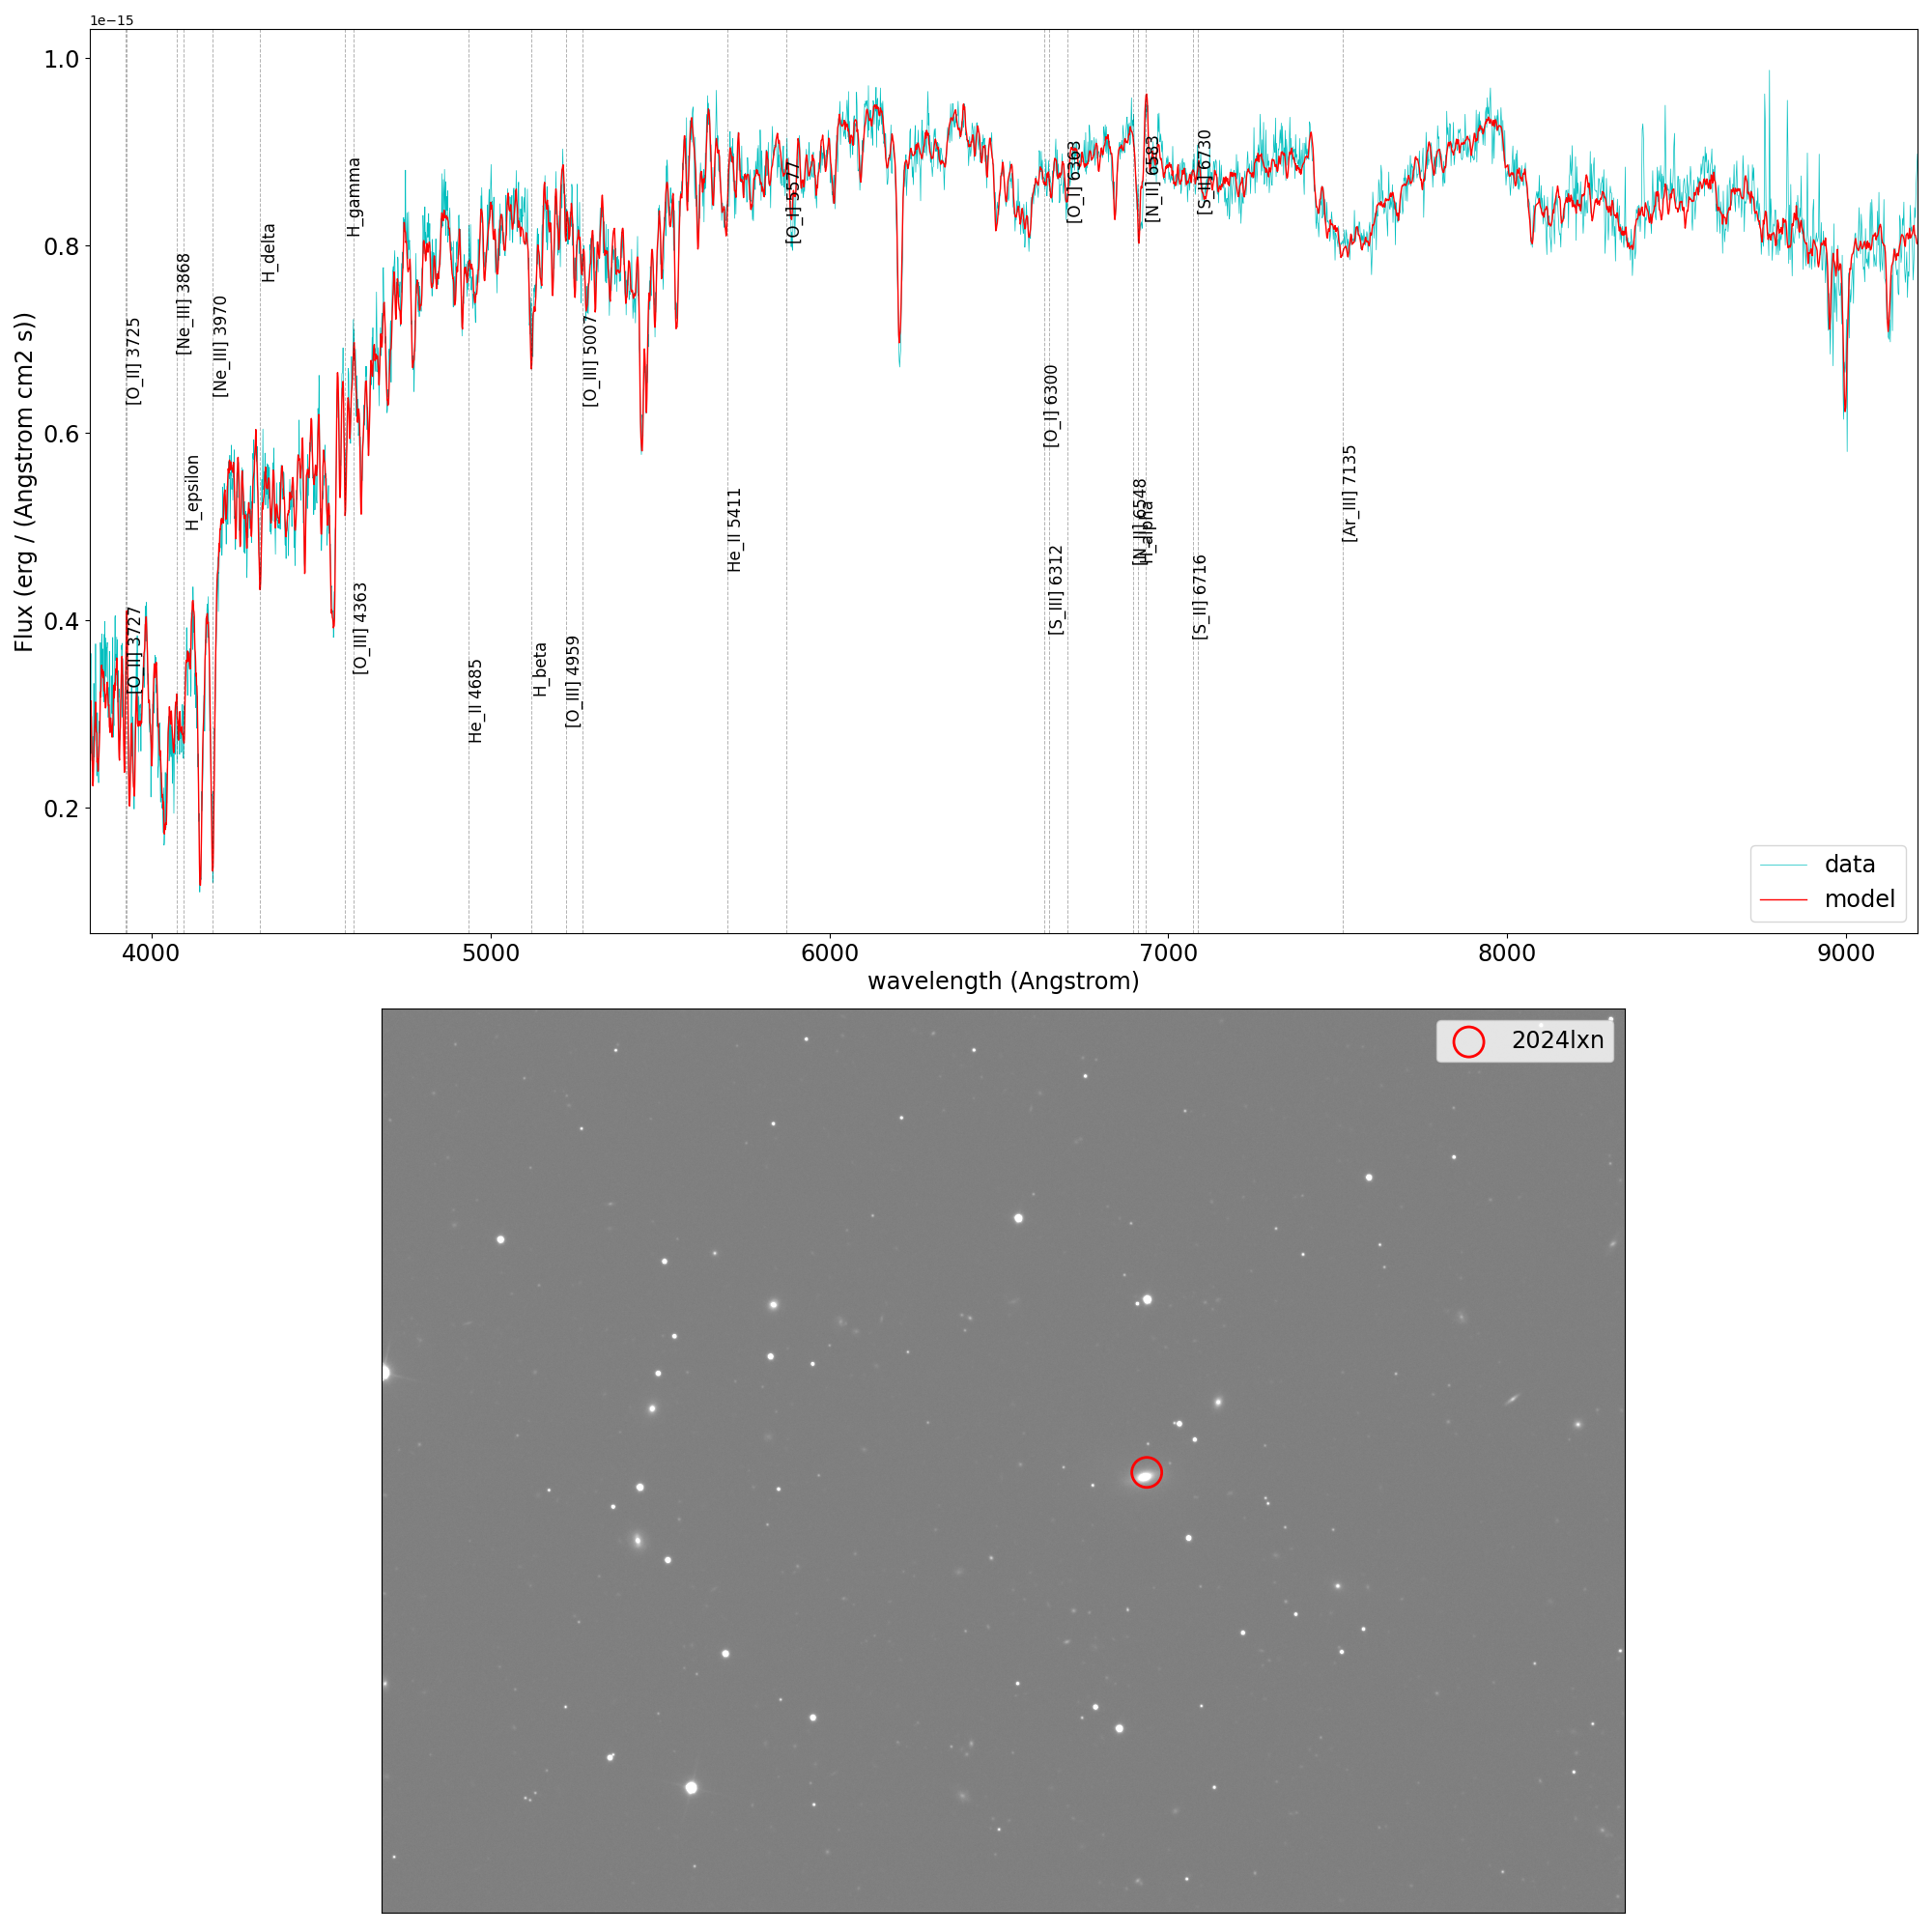 1e−15
1.0
0.8
0.6
0.4
0.2
Flux (erg / (Angstrom cm2 s))
[O_II] 3725
[O_II] 3727
[Ne_III] 3868
H_epsilon
[Ne_III] 3970
H_delta
H_gamma
[O_III] 4363
He_II 4685
H_beta
[O_III] 4959
[O_III] 5007
He_II 5411
[O_I] 5577
[O_I] 6300
[S_III] 6312
[O_I] 6363
[N_II] 6548
H_alpha
[N_II] 6583
[S_II] 6716
[S_II] 6730
[Ar_III] 7135
data
model
4000
5000
6000
7000
8000
9000
wavelength (Angstrom)
2024lxn